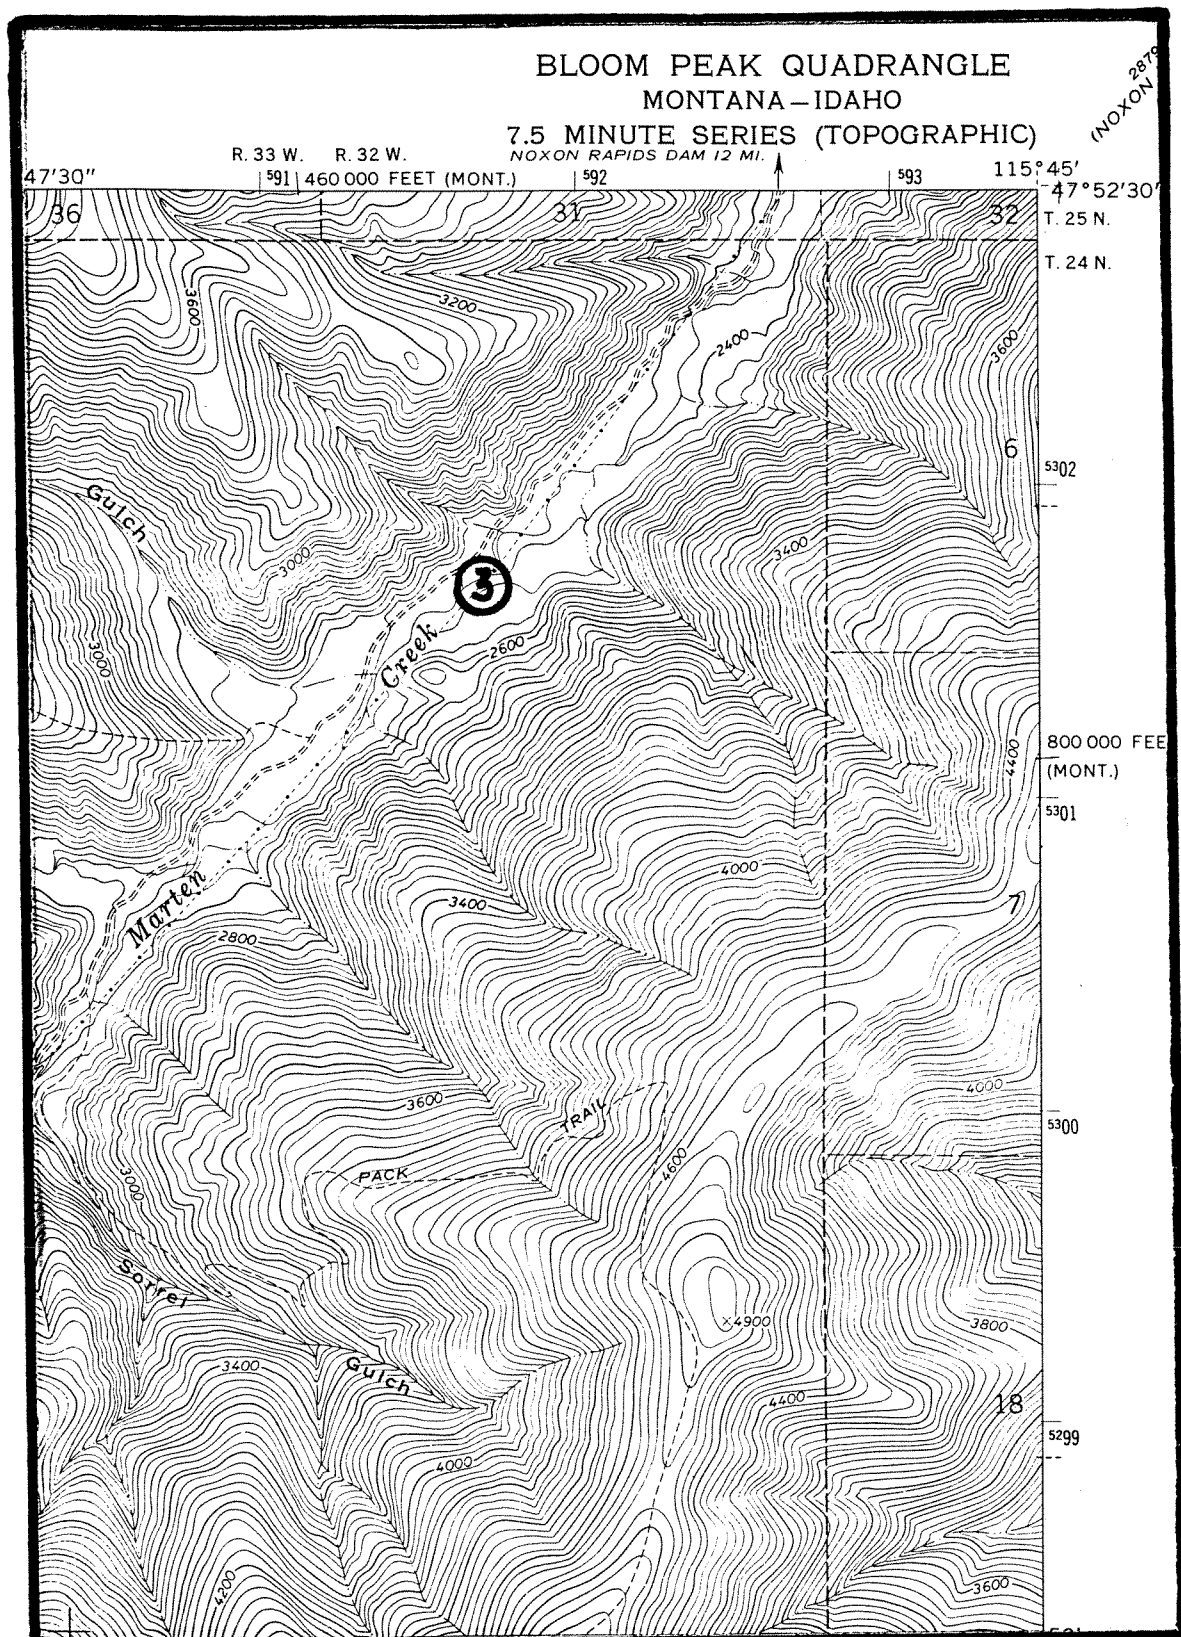 BLOOM PEAK QUADRANGLE
MONTANA—IDAHO
7.5 MINUTE SERIES (TOPOGRAPHIC)
(NOXON
2879
R. 33 W. R. 32 W.
NOXON RAPIDS DAM 12 MI.
47'30"
591
460 000 FEET (MONT.)
592
593
115°45'
47°52'30"
36
31
32
T. 25 N.
T. 24 N.
3600
3200
2400
3600
6
5302
Gulch
3000
3400
3
Creek
2600
3000
4400
800 000 FEE
(MONT.)
5301
4000
Marten
3400
7
2800
4000
3600
TRAIL
5300
PACK
4600
3000
Sorrel
×4900
3800
3400
Gulch
4400
18
5299
4000
4200
3600